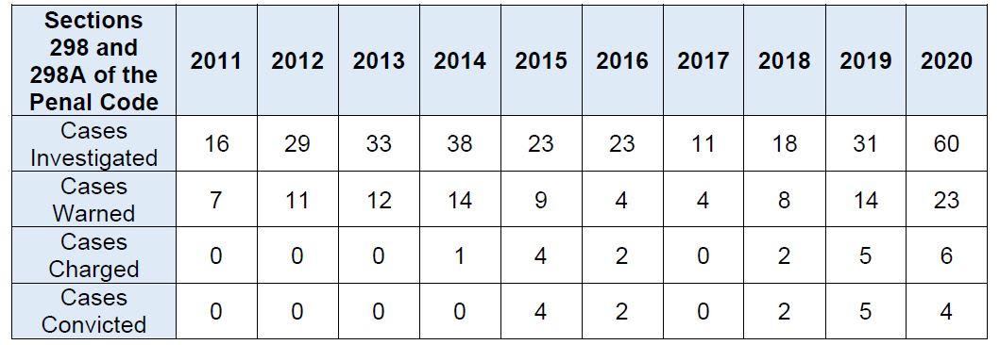 Sections
298 and
298A of the
Penal Code
2011 2012 2013 2014 2015 2016 2017 2018 2019 2020
Cases
Investigated
16 29 33 38 23 23 11 18 31 60
Cases
Warned
7 11 12 14 9 4 4 8 14 23
Cases
Charged
0 0 0 1 4 2 0 2 5 6
Cases
Convicted
0 0 0 0 4 2 0 2 5 4